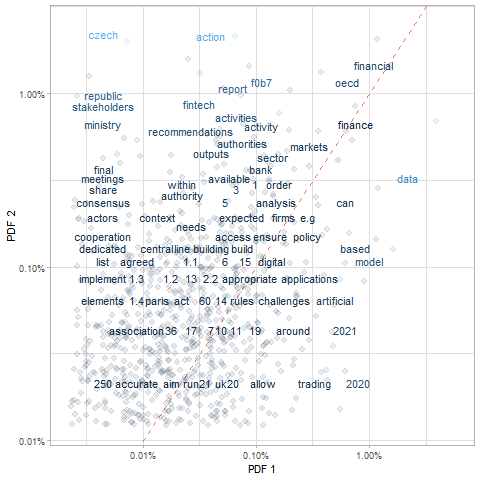 czech action
financial
f0b7 oecd
report
1.00% republic
stakeholders fintech
activities
ministry activity finance
recommendations
authorities markets
outputs sector
final bank
meetings available data
share within 3 1 order
authority
consensus 5 analysis can
actors context expected firms e.g
needs
cooperation access ensure policy
dedicated centralline building build based
list agreed 1.1 6 15 digital model
0.10%
implement 1.3 1.2 13 2.2 appropriate applications
elements 1.4 paris act 60 14 rules challenges artificial
association 36 17 7 10 11 19 around 2021
250 accurate aim run 21 uk 20 allow trading 2020
0.01%
0.01% 0.10% 1.00%
PDF 1
PDF 2